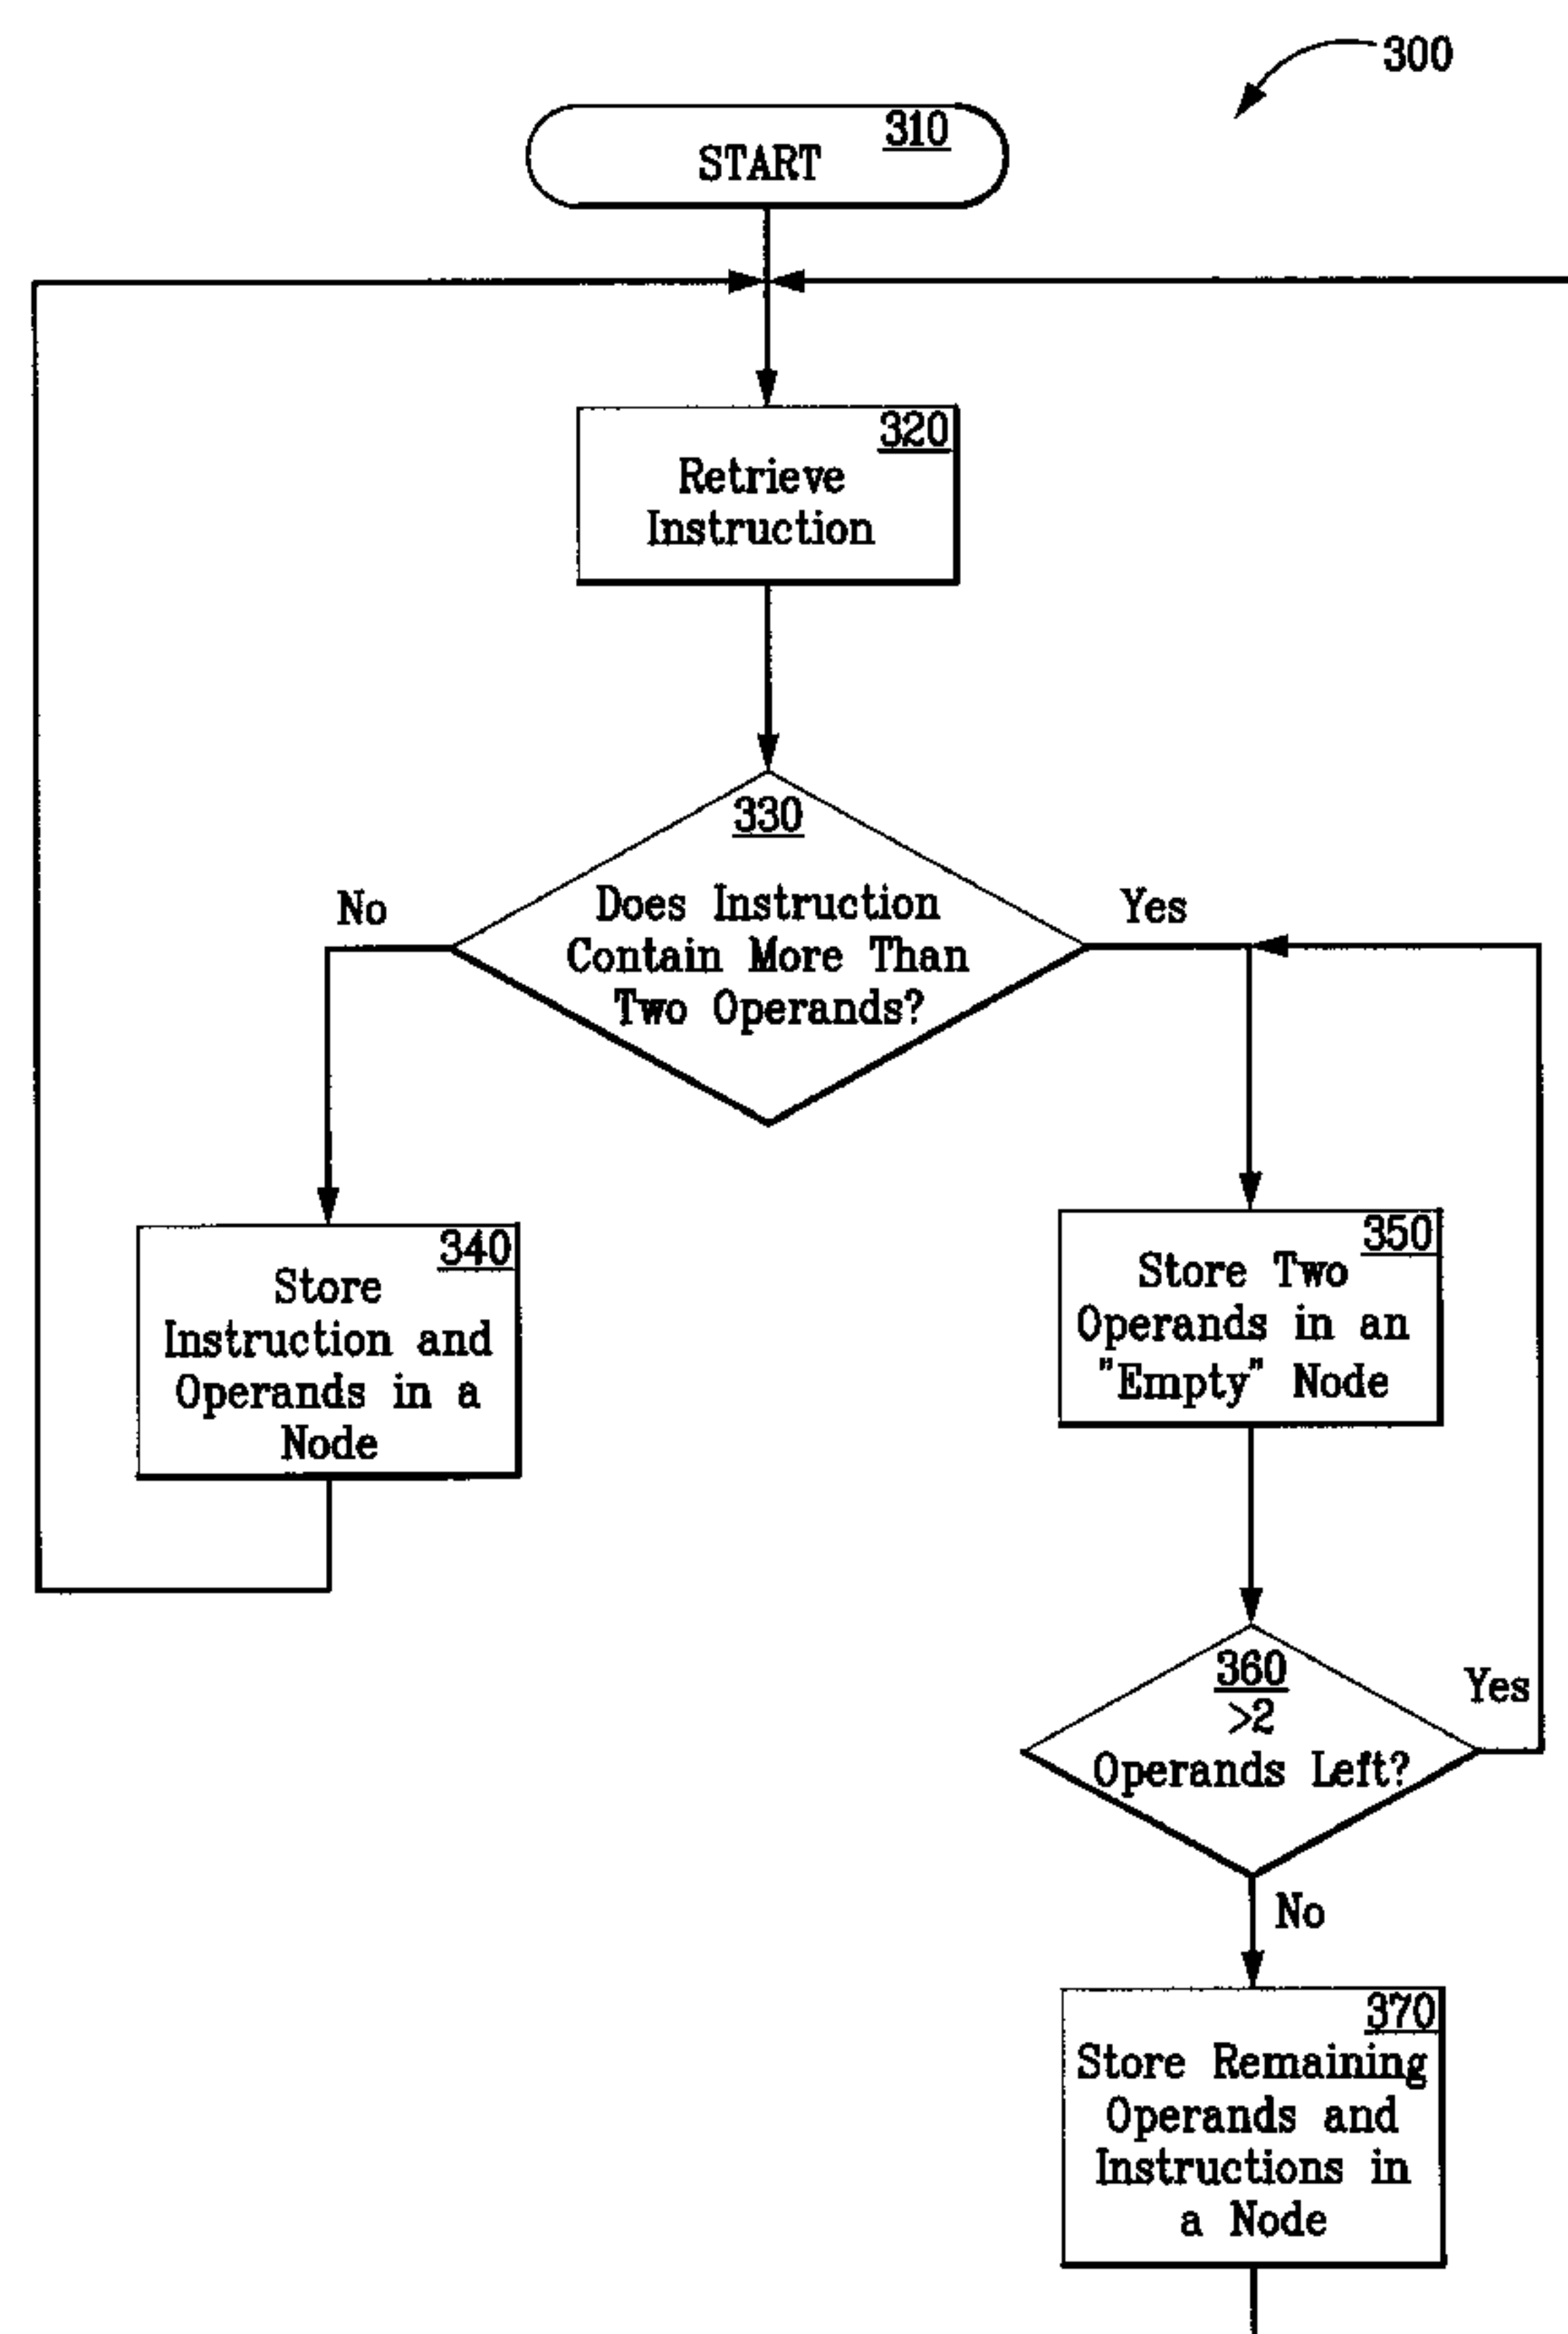 300
310
START
320
Retrieve
Instruction
330
Does Instruction
Contain More Than
Two Operands?
No
Yes
340
Store
Instruction and
Operands in a
Node
350
Store Two
Operands in an
"Empty" Node
360
>2
Operands Left?
Yes
No
370
Store Remaining
Operands and
Instructions in
a Node